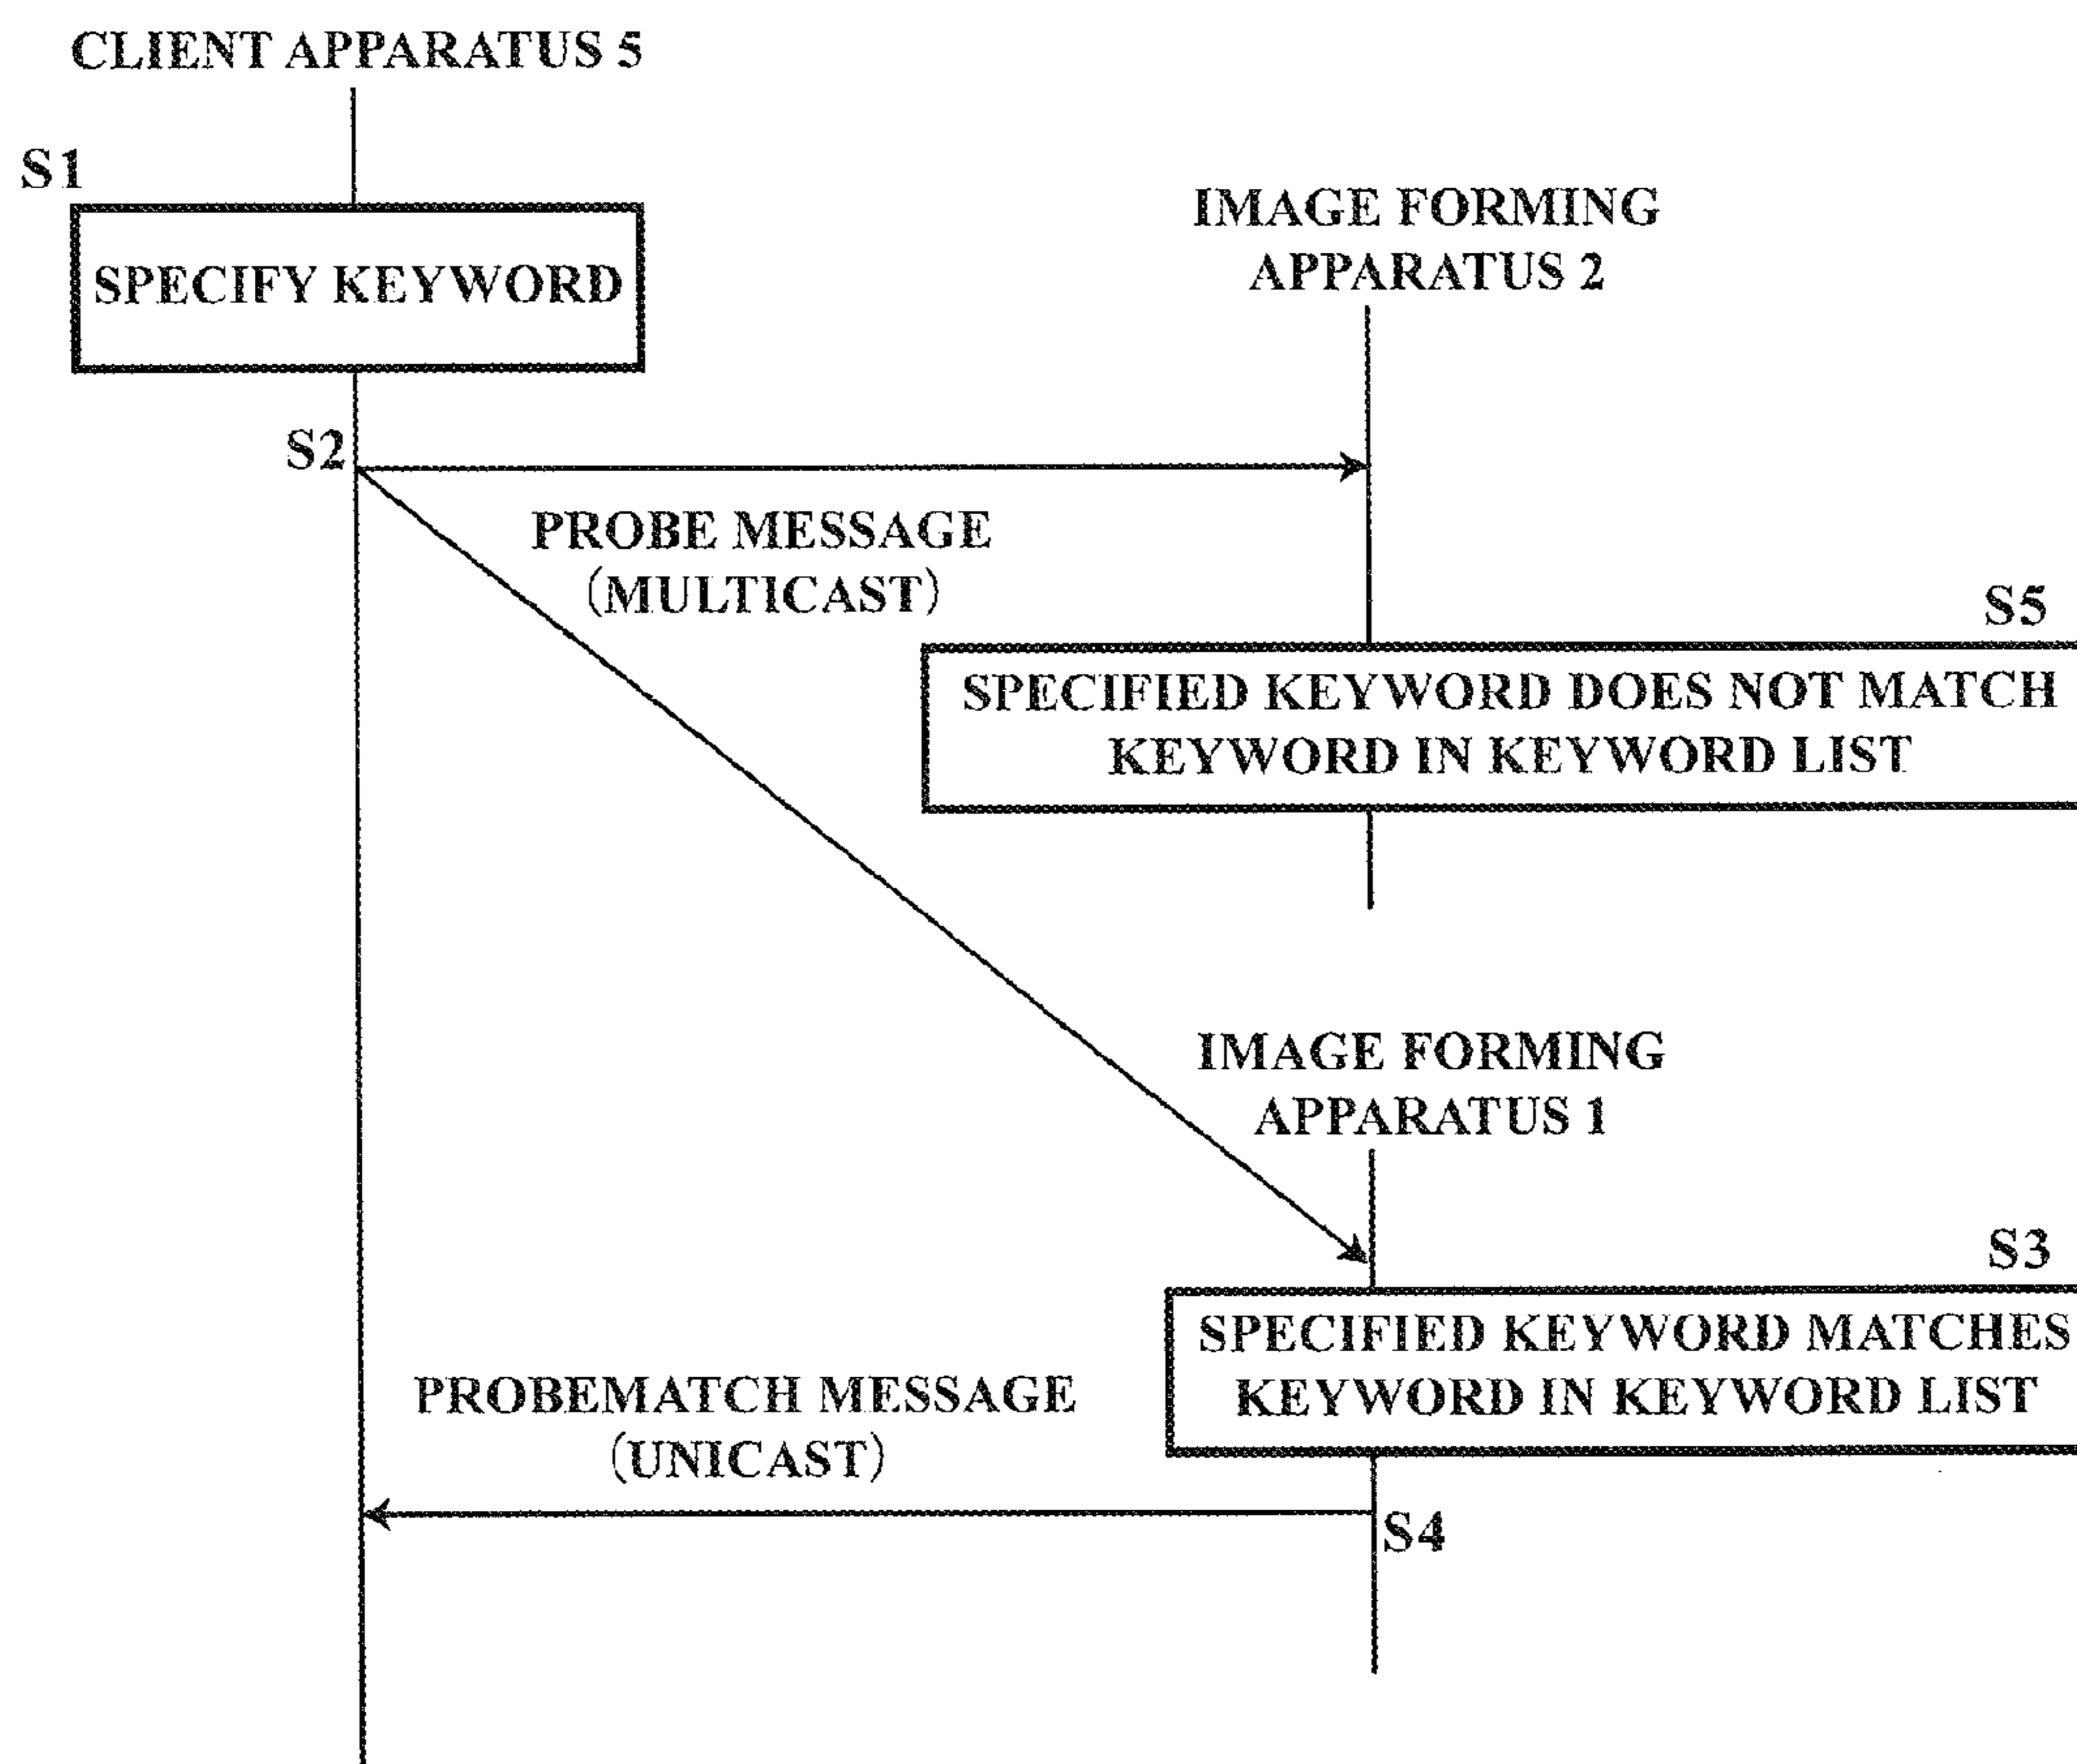 CLIENT APPARATUS 5
S1
SPECIFY KEYWORD
IMAGE FORMING
APPARATUS 2
S2
PROBE MESSAGE
(MULTICAST)
S5
SPECIFIED KEYWORD DOES NOT MATCH
KEYWORD IN KEYWORD LIST
IMAGE FORMING
APPARATUS 1
S3
SPECIFIED KEYWORD MATCHES
KEYWORD IN KEYWORD LIST
PROBEMATCH MESSAGE
(UNICAST)
S4